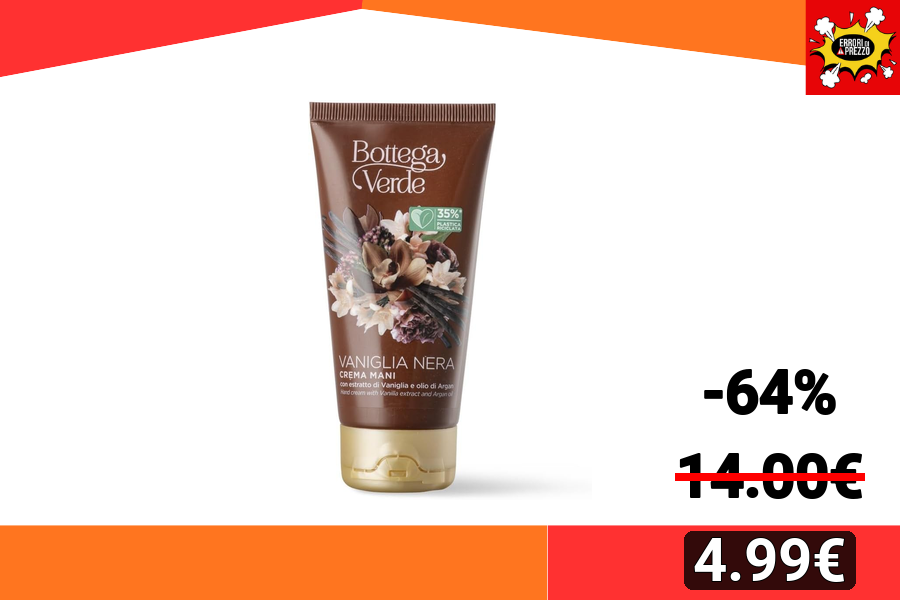 ERRORI DI
PREZZO
Bottega
Verde
35%*
PLASTICA
RICICLATA
VANIGLIA NERA
CREMA MANI
con estratto di Vaniglia e olio di Argan
Hand cream with Vanilla extract and Argan oil
-64%
14.00€
4.99€